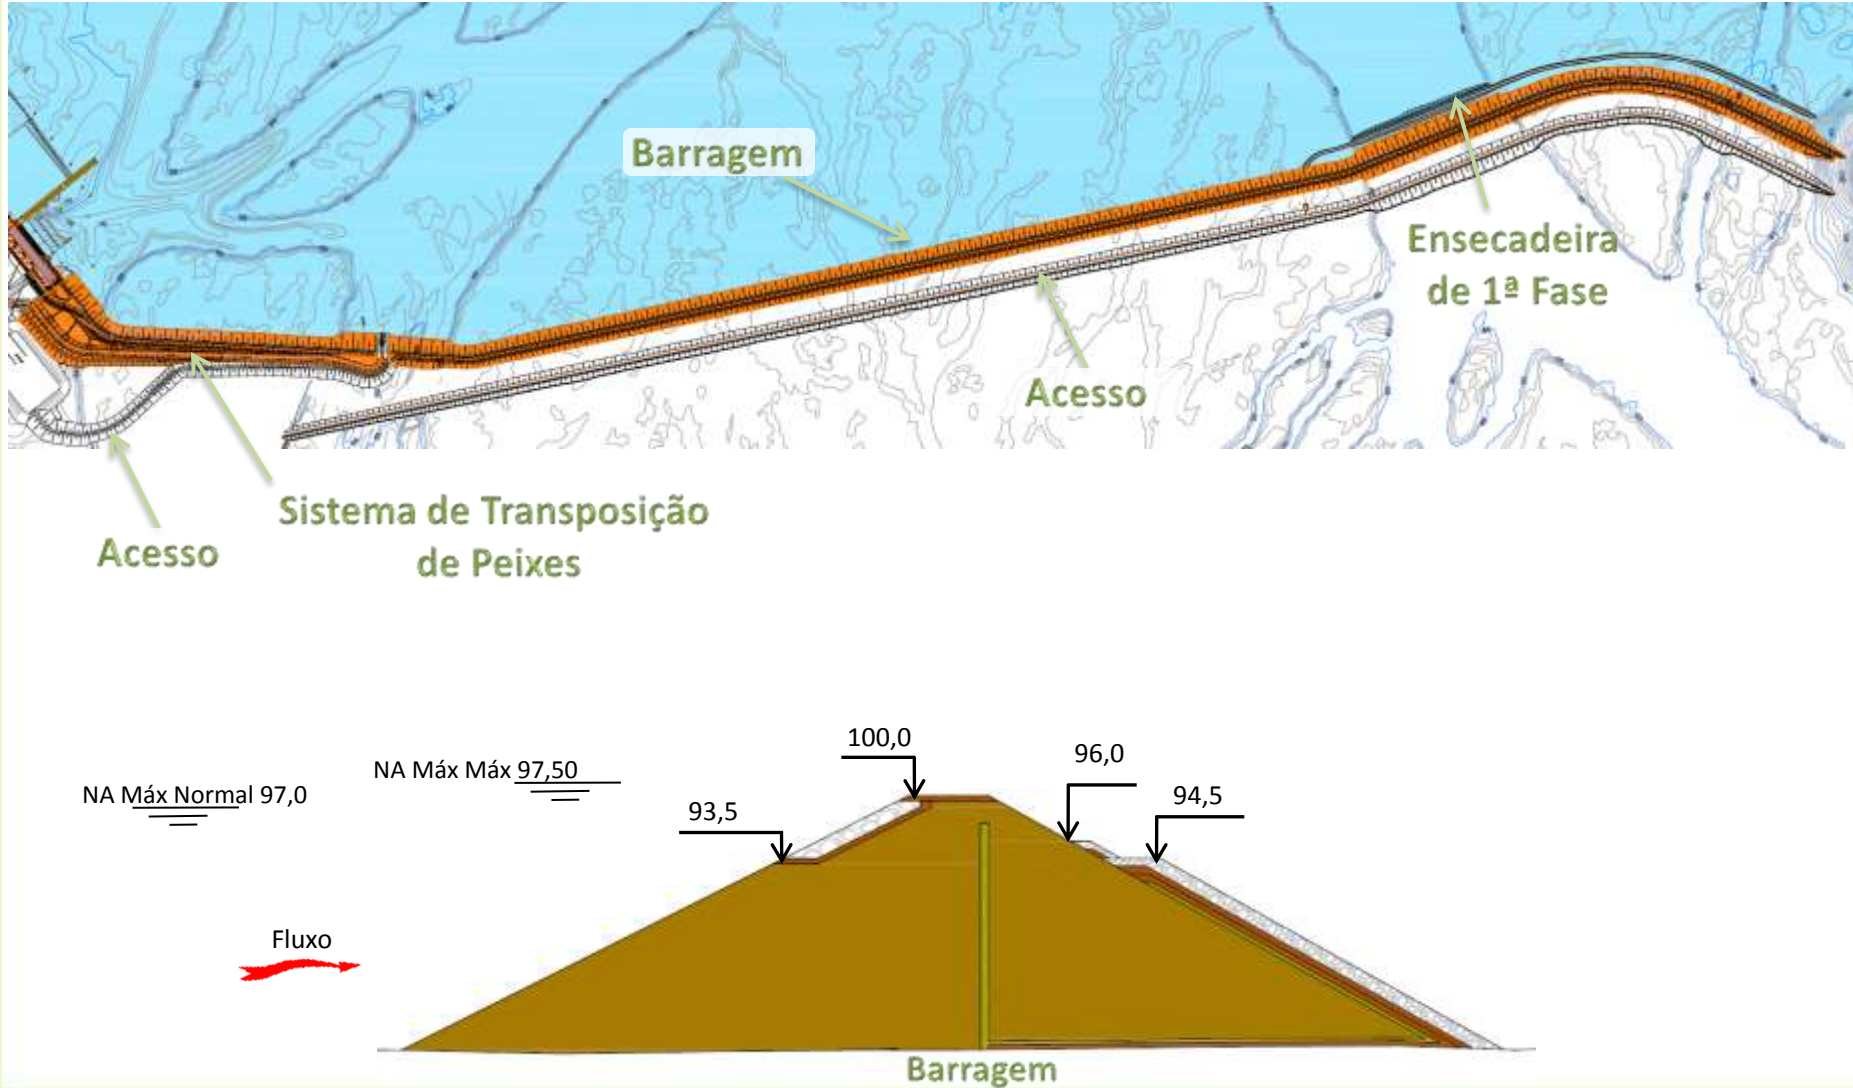 Barragem
Ensecadeira
de 1ª Fase
Acesso
Sistema de Transposição
de Peixes
Acesso
100,0
96,0
NA Máx Máx 97,50
NA Máx Normal 97,0
93,5
94,5
Fluxo
Barragem